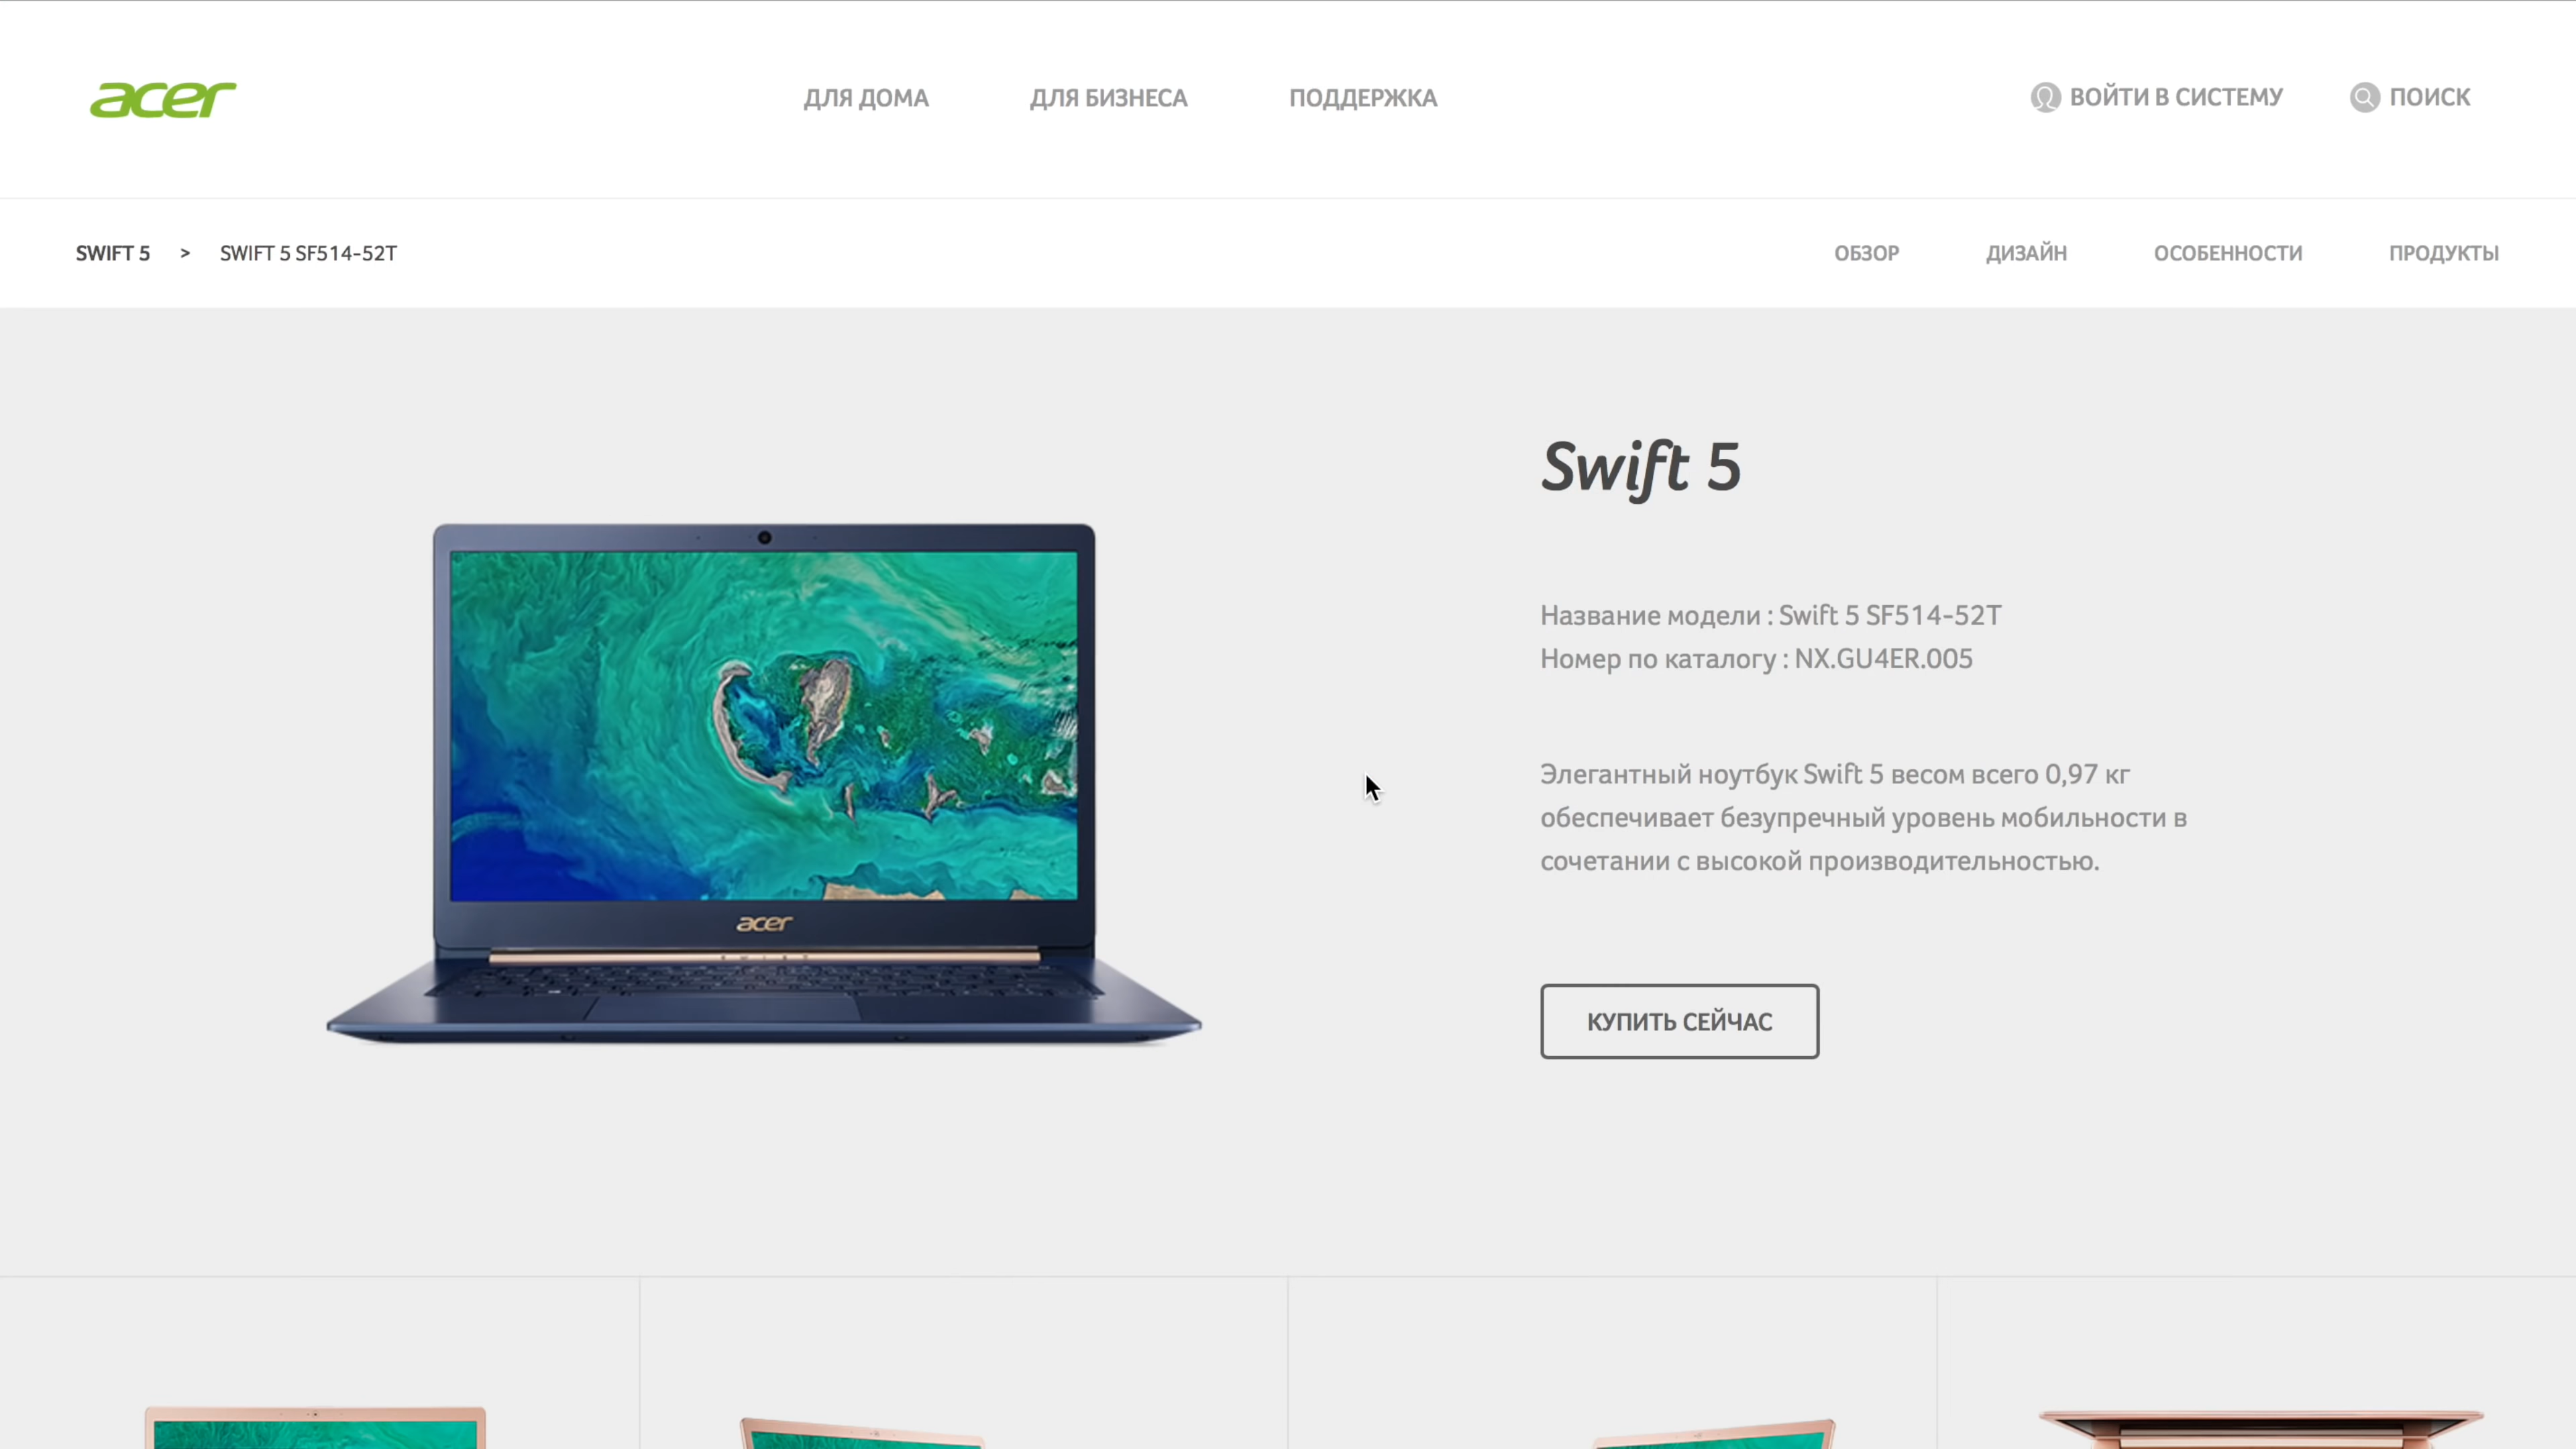 acer
ДЛЯ ДОМА
ДЛЯ БИЗНЕСА
ПОДДЕРЖКА
ВОЙТИ В СИСТЕМУ
ПОИСК
SWIFT 5 > SWIFT 5 SF514-52T
ОБЗОР
ДИЗАЙН
ОСОБЕННОСТИ
ПРОДУКТЫ
Swift 5
Название модели : Swift 5 SF514-52T
Номер по каталогу : NX.GU4ER.005
Элегантный ноутбук Swift 5 весом всего 0,97 кг
обеспечивает безупречный уровень мобильности в
сочетании с высокой производительностью.
КУПИТЬ СЕЙЧАС
acer